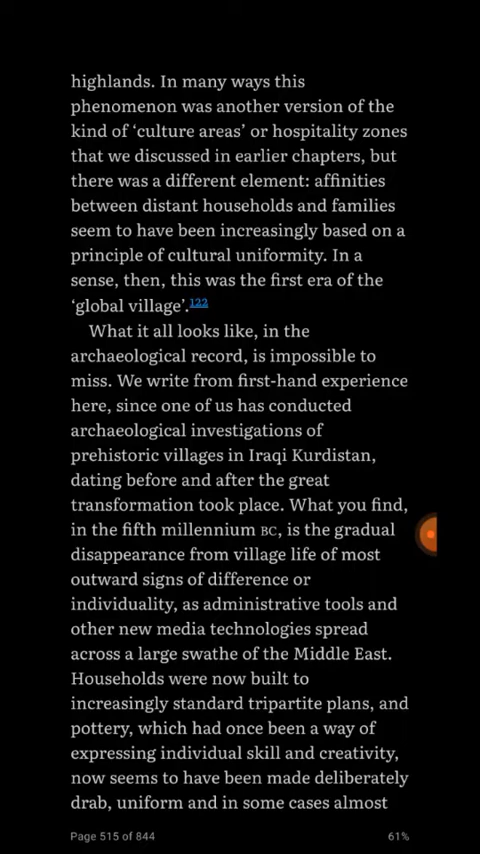 highlands. In many ways this
phenomenon was another version of the
kind of ‘culture areas’ or hospitality zones
that we discussed in earlier chapters, but
there was a different element: affinities
between distant households and families
seem to have been increasingly based on a
principle of cultural uniformity. In a
sense, then, this was the first era of the
‘global village’.122
What it all looks like, in the
archaeological record, is impossible to
miss. We write from first-hand experience
here, since one of us has conducted
archaeological investigations of
prehistoric villages in Iraqi Kurdistan,
dating before and after the great
transformation took place. What you find,
in the fifth millennium BC, is the gradual
disappearance from village life of most
outward signs of difference or
individuality, as administrative tools and
other new media technologies spread
across a large swathe of the Middle East.
Households were now built to
increasingly standard tripartite plans, and
pottery, which had once been a way of
expressing individual skill and creativity,
now seems to have been made deliberately
drab, uniform and in some cases almost
Page 515 of 844 61%